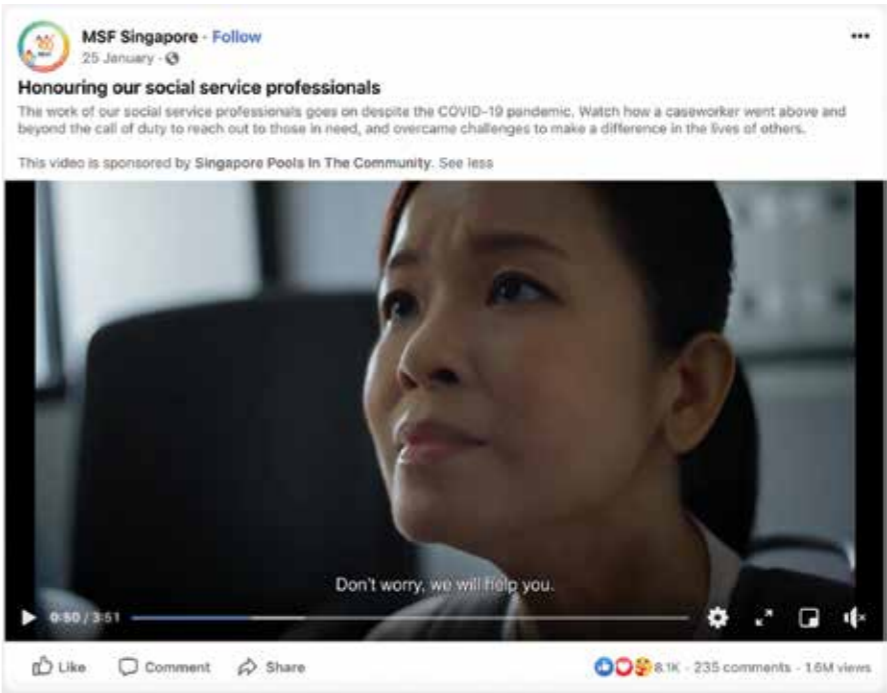 MSF Singapore · Follow
25 January ·
Honouring our social service professionals
The work of our social service professionals goes on despite the COVID-19 pandemic. Watch how a caseworker went above and
beyond the call of duty to reach out to those in need, and overcame challenges to make a difference in the lives of others.
This video is sponsored by Singapore Pools In The Community. See less
Don't worry, we will help you.
0:50 / 3:51
Like Comment Share 8.1K · 235 comments · 1.6M views